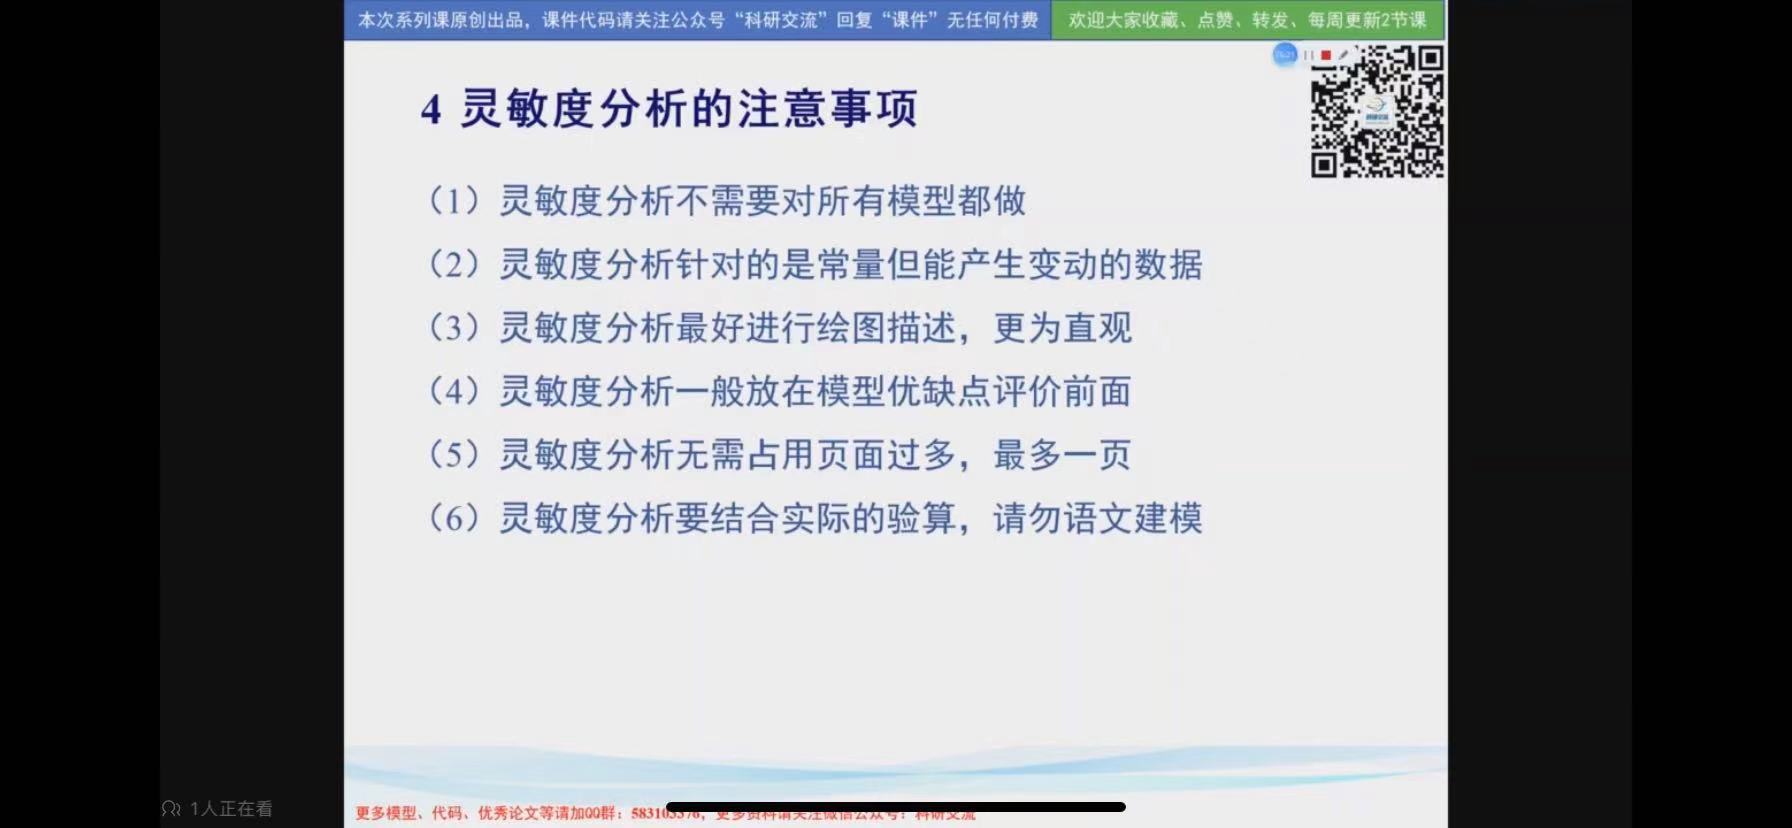 本次系列课原创出品，课件代码请关注公众号“科研交流”回复“课件”无任何付费
欢迎大家收藏、点赞、转发、每周更新2节课
4 灵敏度分析的注意事项
（1）灵敏度分析不需要对所有模型都做
（2）灵敏度分析针对的是常量但能产生变动的数据
（3）灵敏度分析最好进行绘图描述，更为直观
（4）灵敏度分析一般放在模型优缺点评价前面
（5）灵敏度分析无需占用页面过多，最多一页
（6）灵敏度分析要结合实际的验算，请勿语文建模
1人正在看
更多模型、代码、优秀论文等请加QQ群：583103376，更多资料请关注微信公众号：科研交流